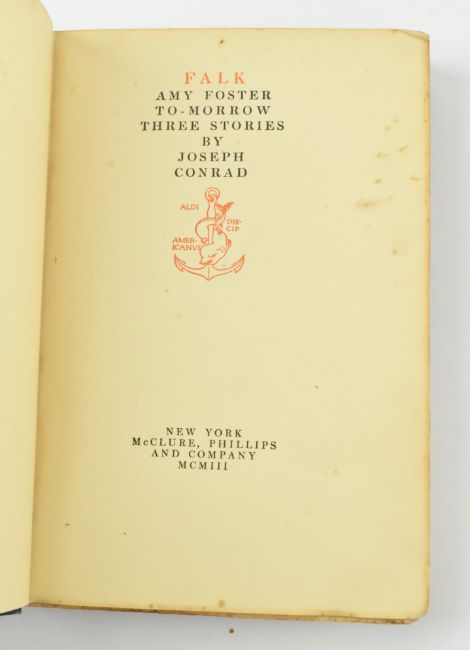 FALK
AMY FOSTER
TO-MORROW
THREE STORIES
BY
JOSEPH
CONRAD
ALDI
DIS-
CIP
AMER-
ICANVS
NEW YORK
McCLURE, PHILLIPS
AND COMPANY
MCMIII